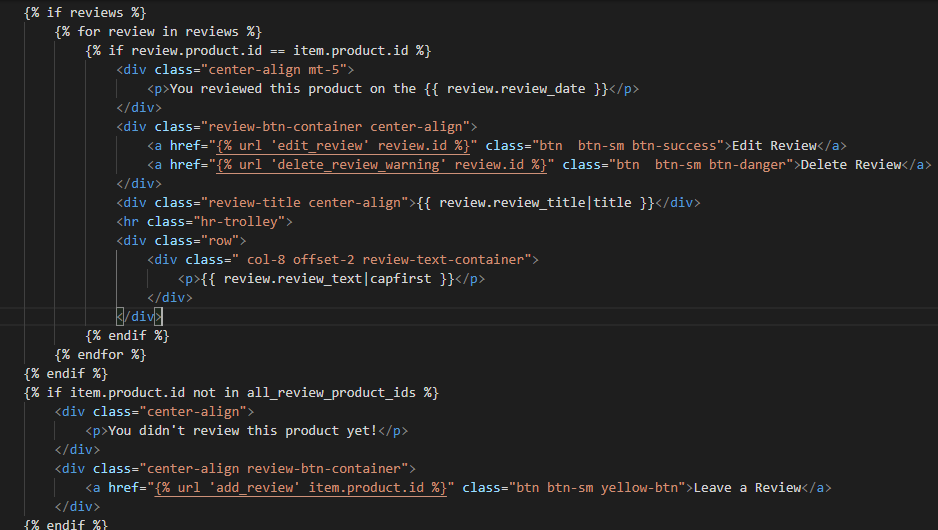 {% if reviews %}
{% for review in reviews %}
{% if review.product.id == item.product.id %}
<div class="center-align mt-5">
<p>You reviewed this product on the {{ review.review_date }}</p>
</div>
<div class="review-btn-container center-align">
<a href="{% url 'edit_review' review.id %}" class="btn  btn-sm btn-success">Edit Review</a>
<a href="{% url 'delete_review_warning' review.id %}" class="btn  btn-sm btn-danger">Delete Review</a>
</div>
<div class="review-title center-align">{{ review.review_title|title }}</div>
<hr class="hr-trolley">
<div class="row">
<div class=" col-8 offset-2 review-text-container">
<p>{{ review.review_text|capfirst }}</p>
</div>
</div>
{% endif %}
{% endfor %}
{% endif %}
{% if item.product.id not in all_review_product_ids %}
<div class="center-align">
<p>You didn't review this product yet!</p>
</div>
<div class="center-align review-btn-container">
<a href="{% url 'add_review' item.product.id %}" class="btn btn-sm yellow-btn">Leave a Review</a>
</div>
{% endif %}